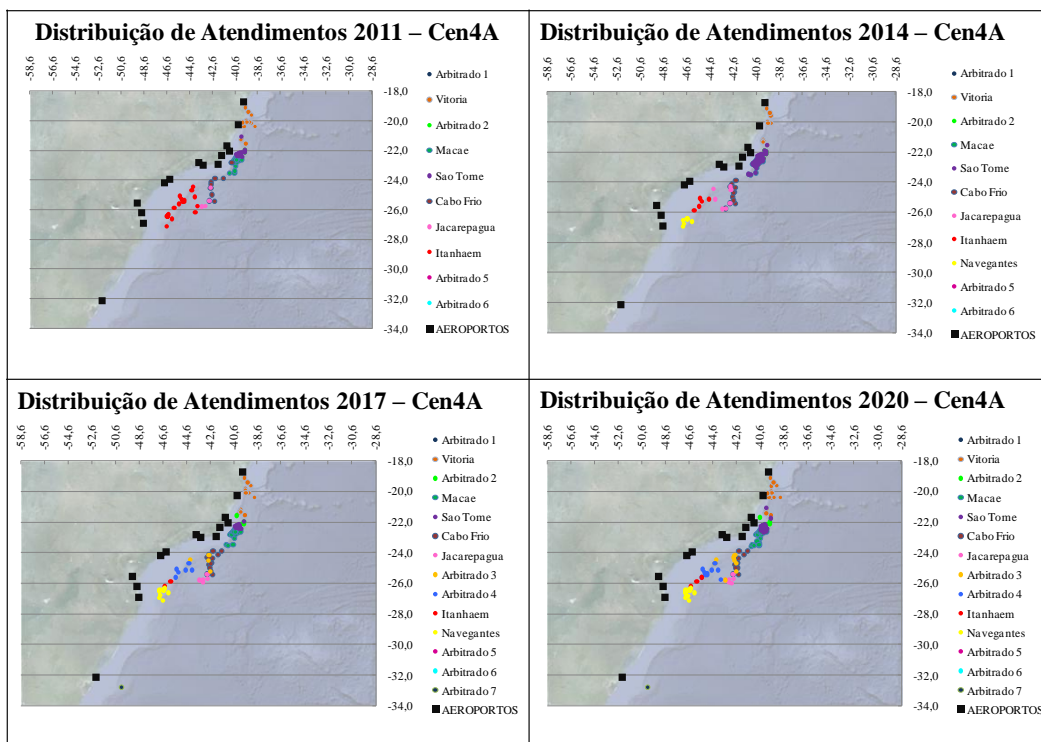 Distribuição de Atendimentos 2011 – Cen4A
-58,6 -56,6 -54,6 -52,6 -50,6 -48,6 -46,6 -44,6 -42,6 -40,6 -38,6 -36,6 -34,6 -32,6 -30,6 -28,6
-18,0
-20,0
-22,0
-24,0
-26,0
-28,0
-30,0
-32,0
-34,0
Arbitrado 1
Vitoria
Arbitrado 2
Macae
Sao Tome
Cabo Frio
Jacarepagua
Itanhaem
Arbitrado 5
Arbitrado 6
AEROPORTOS
Distribuição de Atendimentos 2014 – Cen4A
-58,6 -56,6 -54,6 -52,6 -50,6 -48,6 -46,6 -44,6 -42,6 -40,6 -38,6 -36,6 -34,6 -32,6 -30,6 -28,6
-18,0
-20,0
-22,0
-24,0
-26,0
-28,0
-30,0
-32,0
-34,0
Arbitrado 1
Vitoria
Arbitrado 2
Macae
Sao Tome
Cabo Frio
Jacarepagua
Itanhaem
Navegantes
Arbitrado 5
Arbitrado 6
AEROPORTOS
Distribuição de Atendimentos 2017 – Cen4A
-58,6 -56,6 -54,6 -52,6 -50,6 -48,6 -46,6 -44,6 -42,6 -40,6 -38,6 -36,6 -34,6 -32,6 -30,6 -28,6
-18,0
-20,0
-22,0
-24,0
-26,0
-28,0
-30,0
-32,0
-34,0
Arbitrado 1
Vitoria
Arbitrado 2
Macae
Sao Tome
Cabo Frio
Jacarepagua
Arbitrado 3
Arbitrado 4
Itanhaem
Navegantes
Arbitrado 5
Arbitrado 6
Arbitrado 7
AEROPORTOS
Distribuição de Atendimentos 2020 – Cen4A
-58,6 -56,6 -54,6 -52,6 -50,6 -48,6 -46,6 -44,6 -42,6 -40,6 -38,6 -36,6 -34,6 -32,6 -30,6 -28,6
-18,0
-20,0
-22,0
-24,0
-26,0
-28,0
-30,0
-32,0
-34,0
Arbitrado 1
Vitoria
Arbitrado 2
Macae
Sao Tome
Cabo Frio
Jacarepagua
Arbitrado 3
Arbitrado 4
Itanhaem
Navegantes
Arbitrado 5
Arbitrado 6
Arbitrado 7
AEROPORTOS